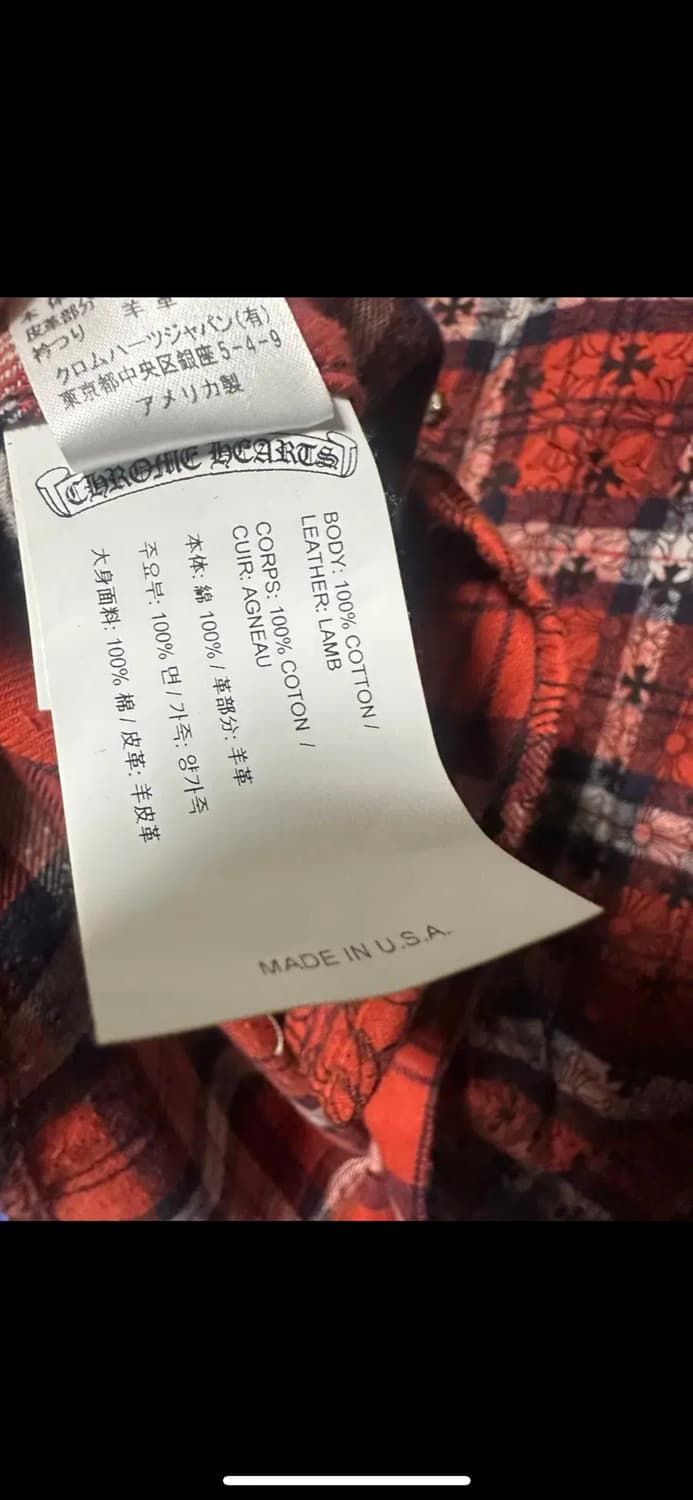 皮革部分 羊革
衿つり
クロムハーツジャパン(有)
東京都中央区銀座5-4-9
アメリカ製
CHROME HEARTS
BODY: 100% COTTON /
LEATHER: LAMB
CORPS: 100% COTON /
CUIR: AGNEAU
本体: 綿 100% / 革部分: 羊革
주요부: 100% 면 / 가죽: 양가죽
大身面料: 100% 棉 / 皮革: 羊皮革
MADE IN U.S.A.